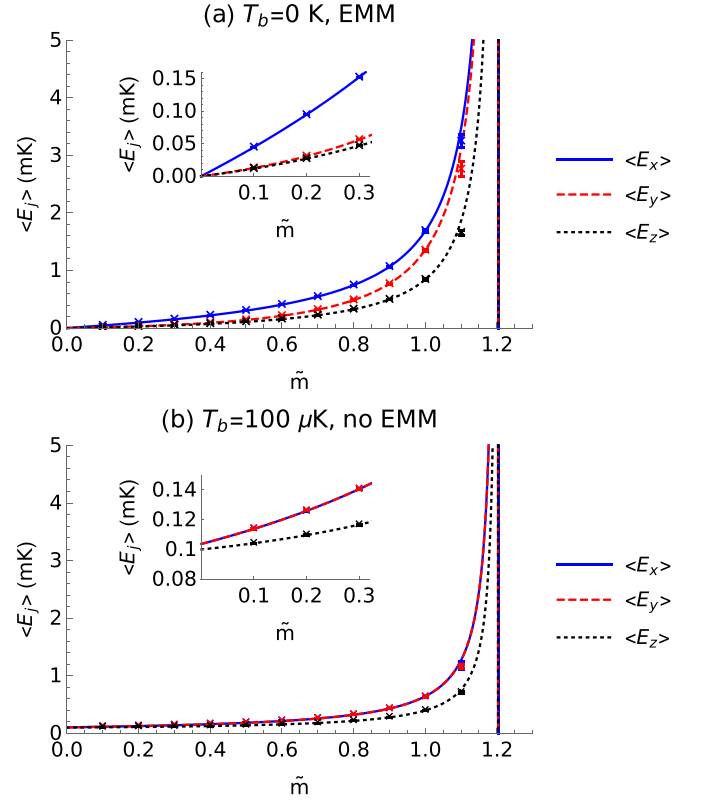 (a) T_b=0 K, EMM
<E_j> (mK)
5
4
3
2
1
0
0.0 0.2 0.4 0.6 0.8 1.0 1.2
m̃
<E_j> (mK)
0.15
0.10
0.05
0.00
0.1 0.2 0.3
m̃
<E_x>
<E_y>
<E_z>
(b) T_b=100 μK, no EMM
<E_j> (mK)
5
4
3
2
1
0
0.0 0.2 0.4 0.6 0.8 1.0 1.2
m̃
<E_j> (mK)
0.14
0.12
0.1
0.08
0.1 0.2 0.3
m̃
<E_x>
<E_y>
<E_z>